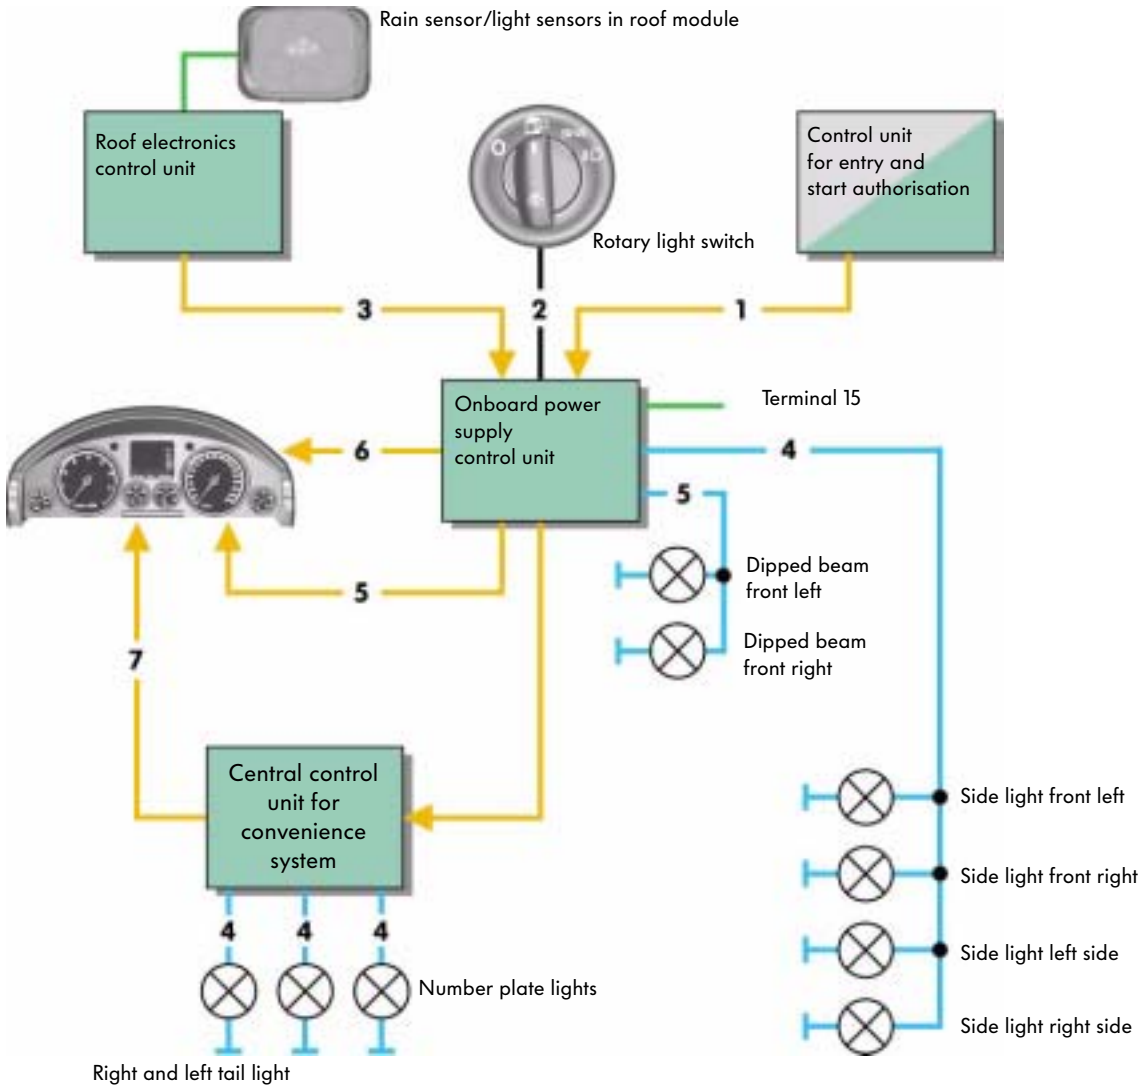 Rain sensor/light sensors in roof module
Roof electronics
control unit
Control unit
for entry and
start authorisation
Rotary light switch
3
2
1
Onboard power
supply
control unit
Terminal 15
6
4
5
Dipped beam
front left
5
Dipped beam
front right
7
Central control
unit for
convenience
system
Side light front left
Side light front right
4
4
4
Side light left side
Number plate lights
Side light right side
Right and left tail light